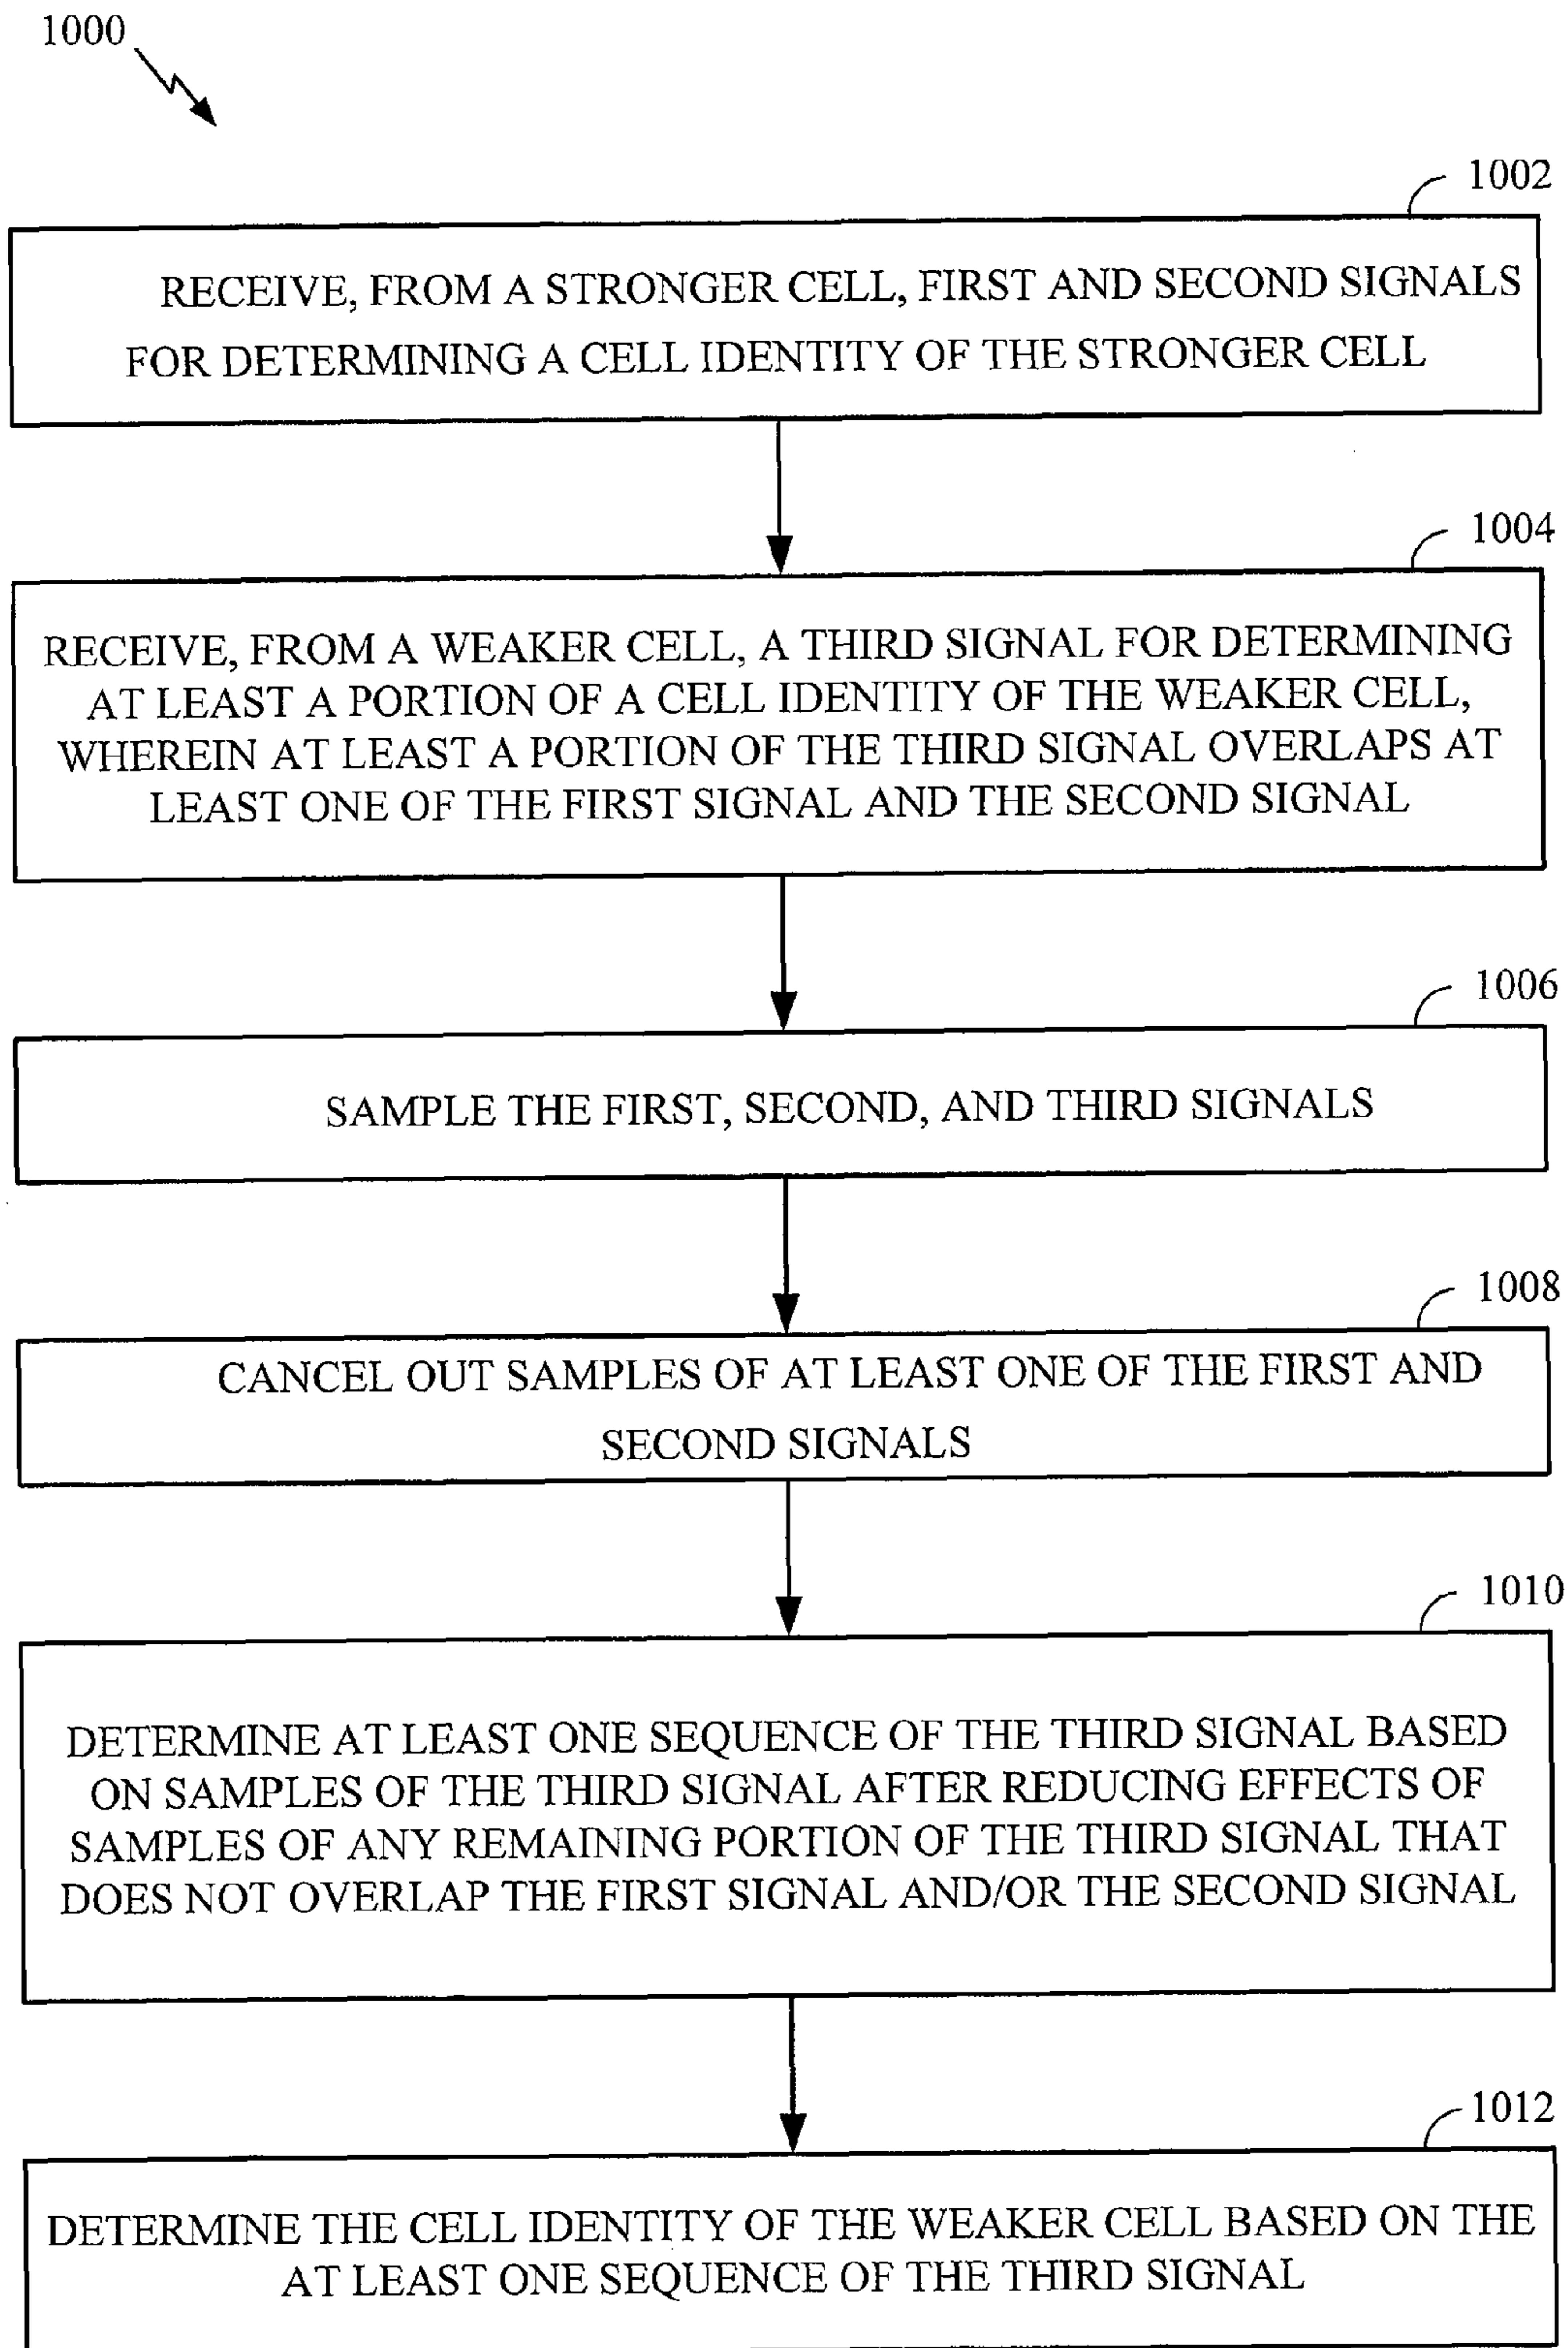 1000
1002
RECEIVE, FROM A STRONGER CELL, FIRST AND SECOND SIGNALS
FOR DETERMINING A CELL IDENTITY OF THE STRONGER CELL
1004
RECEIVE, FROM A WEAKER CELL, A THIRD SIGNAL FOR DETERMINING
AT LEAST A PORTION OF A CELL IDENTITY OF THE WEAKER CELL,
WHEREIN AT LEAST A PORTION OF THE THIRD SIGNAL OVERLAPS AT
LEAST ONE OF THE FIRST SIGNAL AND THE SECOND SIGNAL
1006
SAMPLE THE FIRST, SECOND, AND THIRD SIGNALS
1008
CANCEL OUT SAMPLES OF AT LEAST ONE OF THE FIRST AND
SECOND SIGNALS
1010
DETERMINE AT LEAST ONE SEQUENCE OF THE THIRD SIGNAL BASED
ON SAMPLES OF THE THIRD SIGNAL AFTER REDUCING EFFECTS OF
SAMPLES OF ANY REMAINING PORTION OF THE THIRD SIGNAL THAT
DOES NOT OVERLAP THE FIRST SIGNAL AND/OR THE SECOND SIGNAL
1012
DETERMINE THE CELL IDENTITY OF THE WEAKER CELL BASED ON THE
AT LEAST ONE SEQUENCE OF THE THIRD SIGNAL